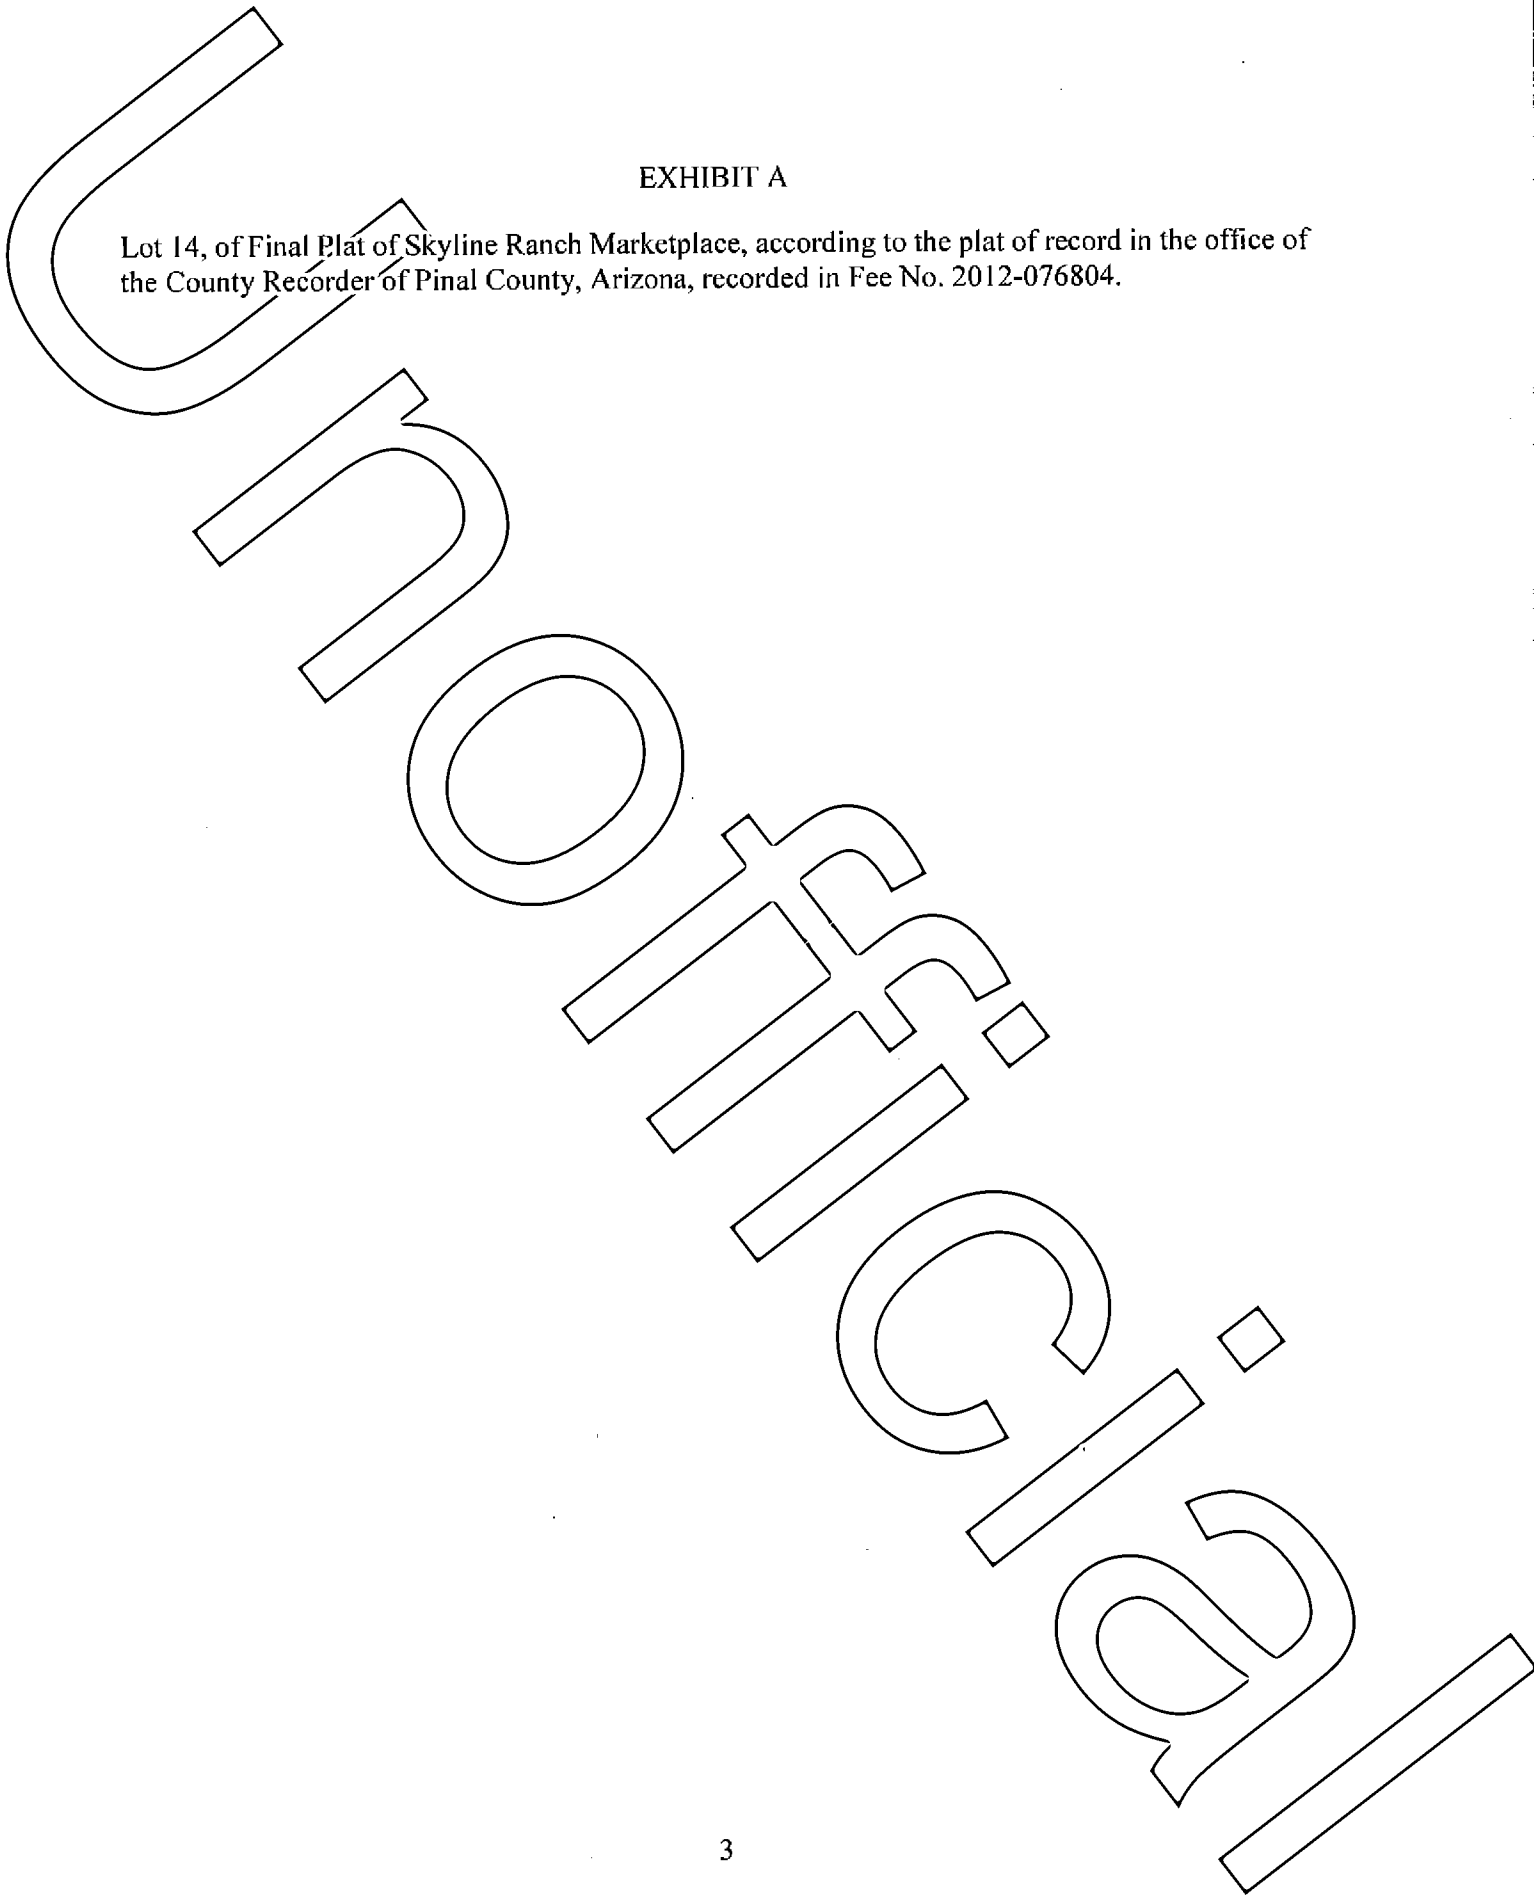 EXHIBIT A
Lot 14, of Final Plat of Skyline Ranch Marketplace, according to the plat of record in the office of
the County Recorder of Pinal County, Arizona, recorded in Fee No. 2012-076804.
Unofficial
3